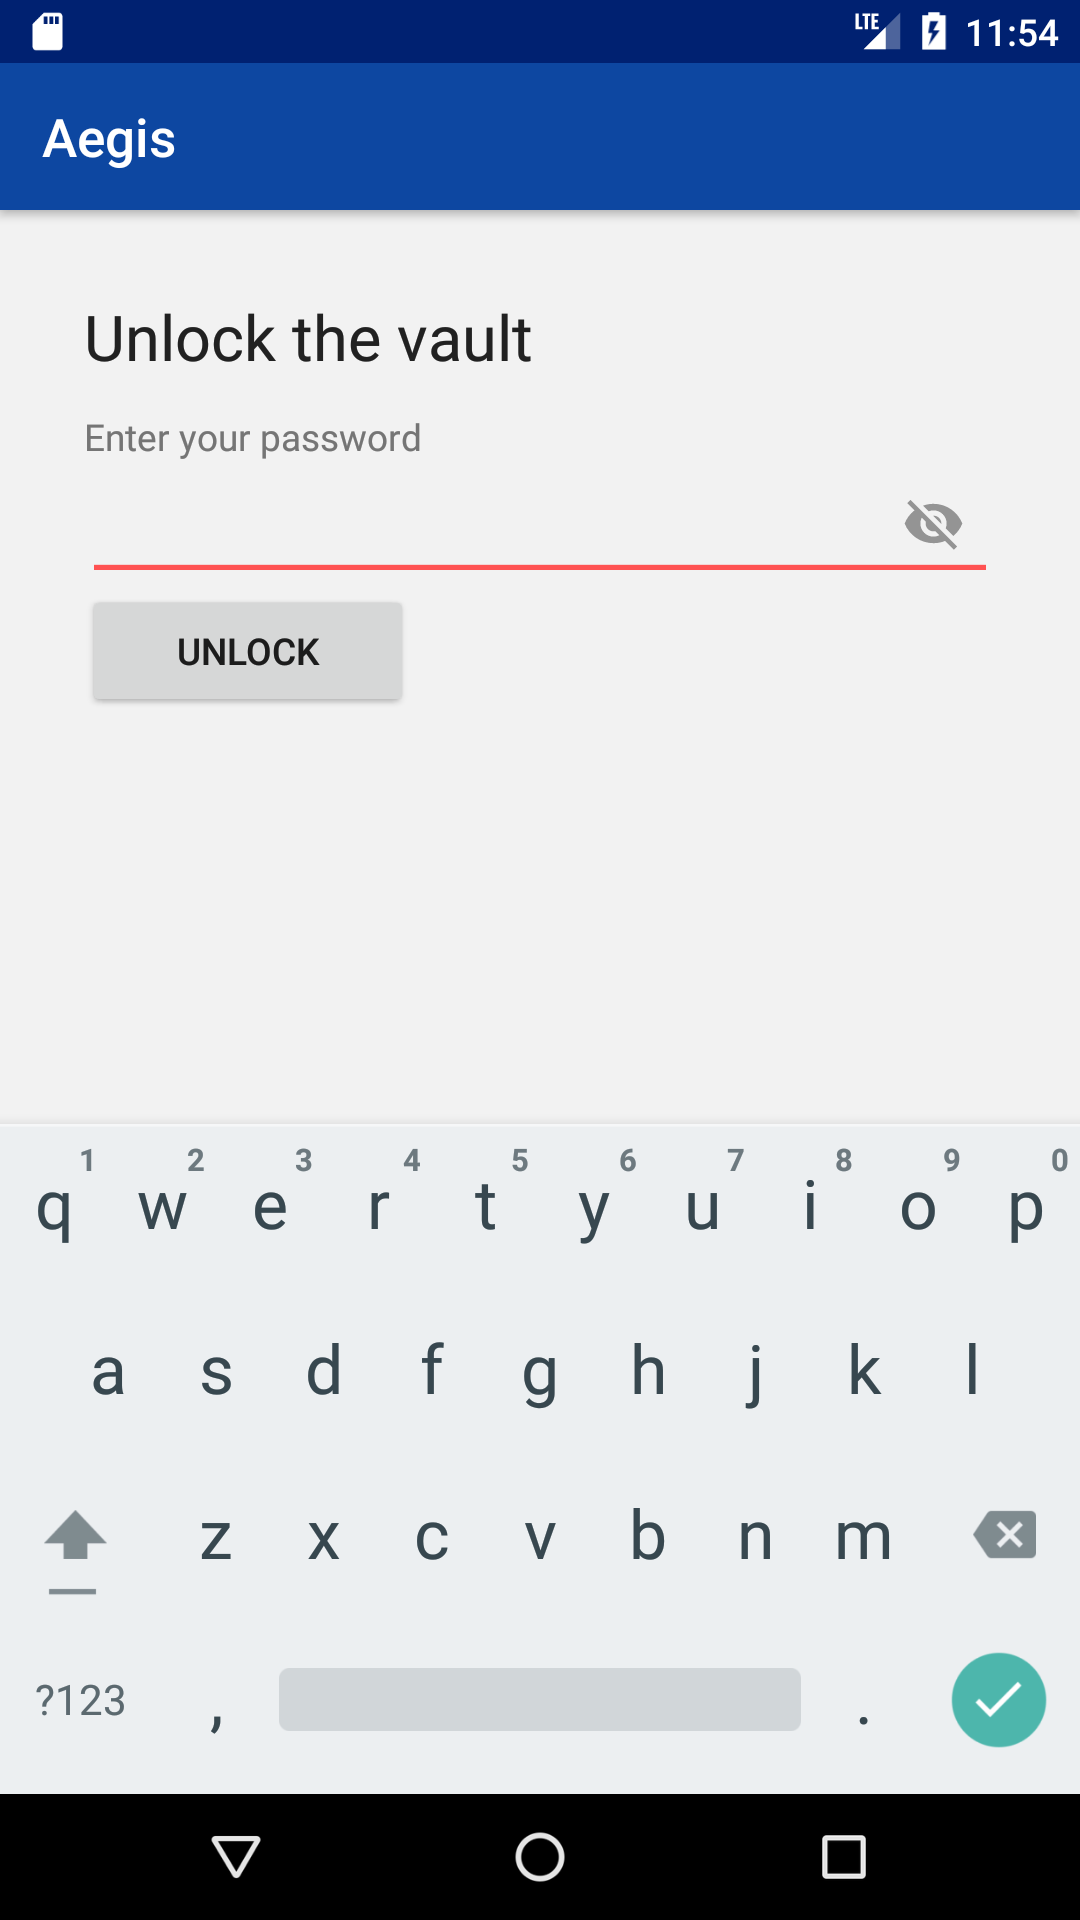 LTE 11:54
Aegis
Unlock the vault
Enter your password
UNLOCK
1 2 3 4 5 6 7 8 9 0
q w e r t y u i o p
a s d f g h j k l
z x c v b n m
?123 , .